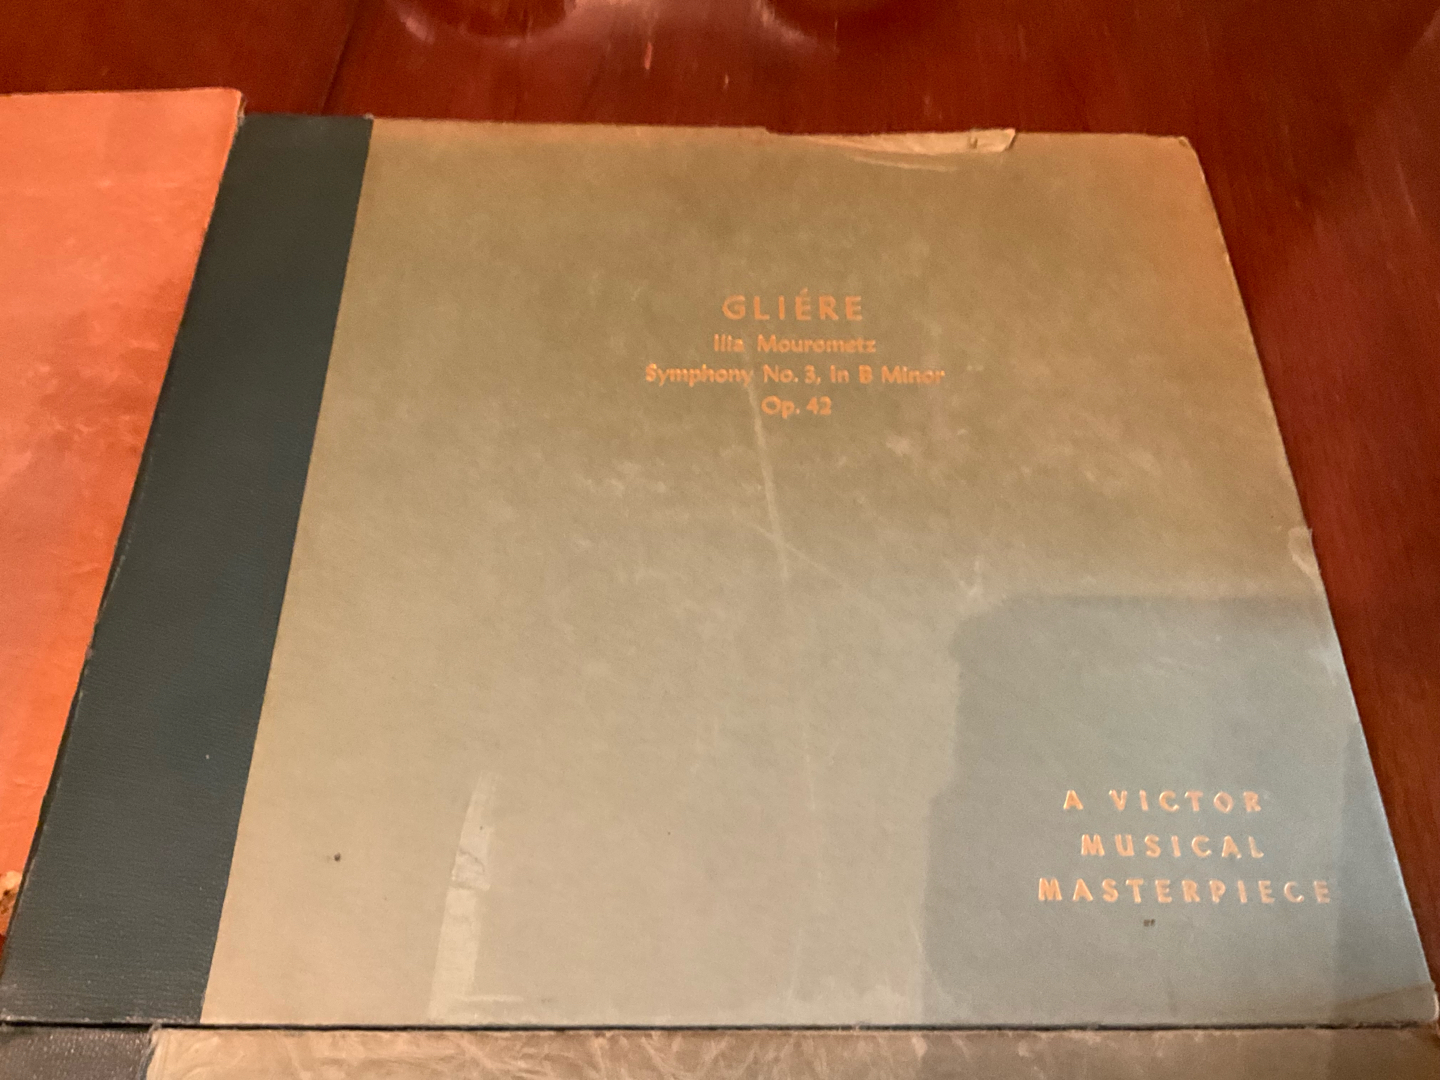 GLIÉRE
Ilia Mourometz
Symphony No. 3, in B Minor
Op. 42
A VICTOR
MUSICAL
MASTERPIECE